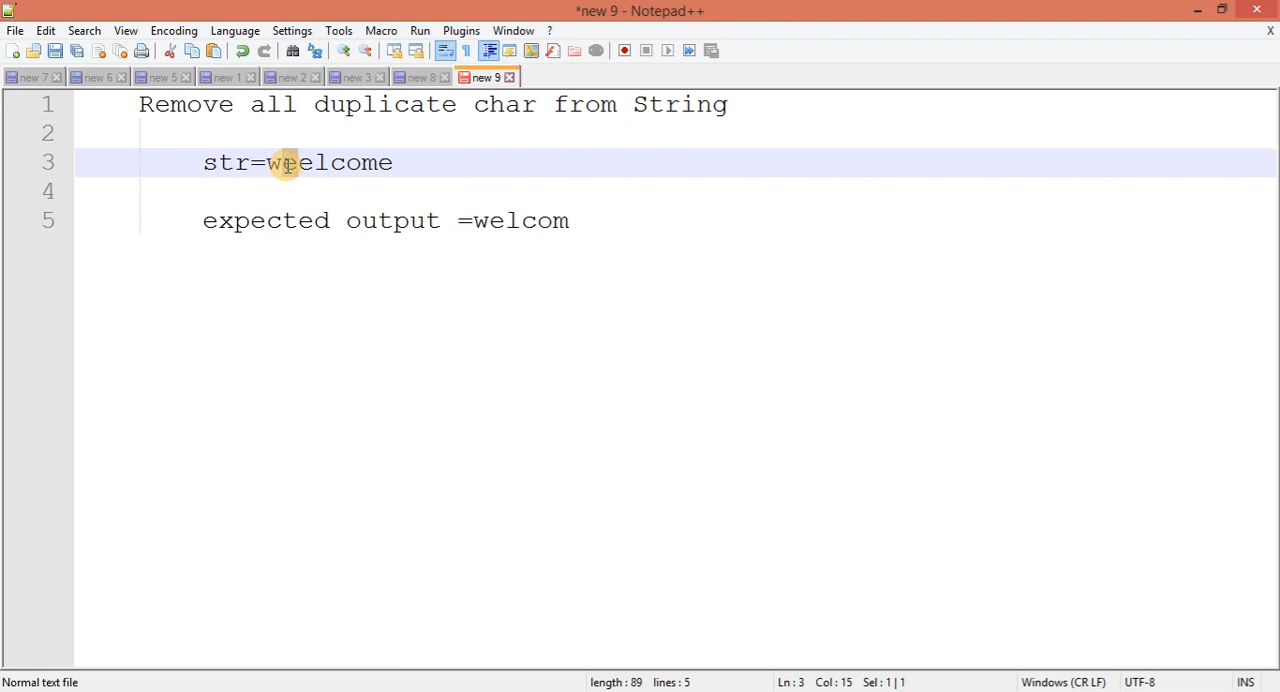 *new 9 - Notepad++
File Edit Search View Encoding Language Settings Tools Macro Run Plugins Window ? X
new 7 new 6 new 5 new 1 new 2 new 3 new 8 new 9
1 Remove all duplicate char from String
2
3 str=weelcome
4
5 expected output =welcom
Normal text file length : 89 lines : 5 Ln : 3 Col : 15 Sel : 1 | 1 Windows (CR LF) UTF-8 INS